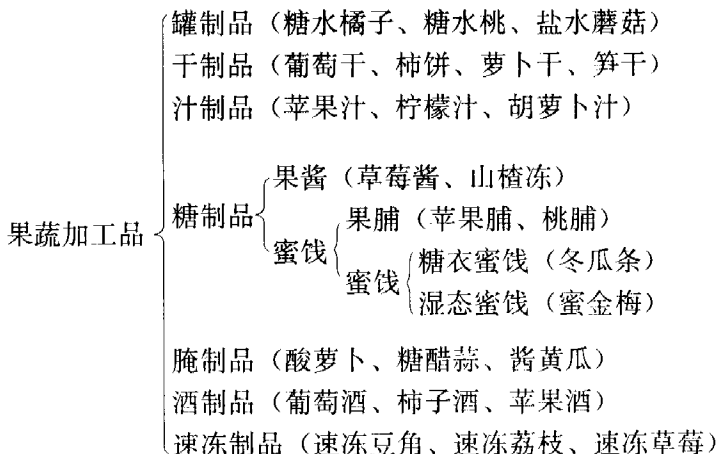 罐制品（糖水橘子、糖水桃、盐水蘑菇）
干制品（葡萄干、柿饼、萝卜干、笋干）
汁制品（苹果汁、柠檬汁、胡萝卜汁）
果酱（草莓酱、山楂冻）
糖制品
果脯（苹果脯、桃脯）
果蔬加工品
蜜饯
糖衣蜜饯（冬瓜条）
蜜饯
湿态蜜饯（蜜金梅）
腌制品（酸萝卜、糖醋蒜、酱黄瓜）
酒制品（葡萄酒、柿子酒、苹果酒）
速冻制品（速冻豆角、速冻荔枝、速冻草莓）